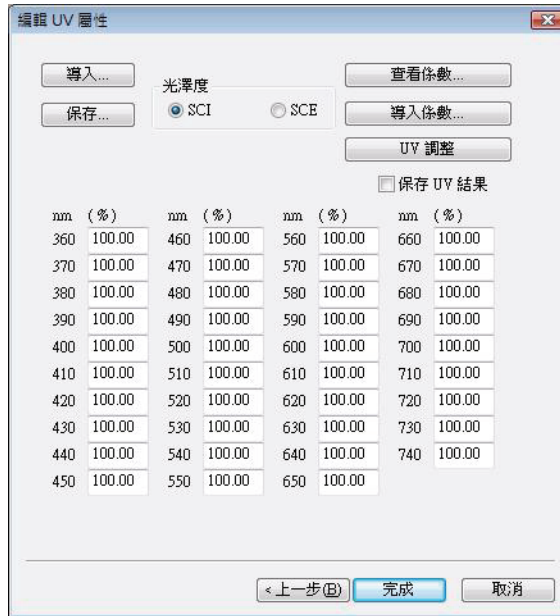 編輯 UV 屬性
導入... 光澤度 查看係數...
保存... SCI SCE 導入係數...
UV 調整
保存 UV 結果
nm (%) nm (%) nm (%) nm (%)
360 100.00 460 100.00 560 100.00 660 100.00
370 100.00 470 100.00 570 100.00 670 100.00
380 100.00 480 100.00 580 100.00 680 100.00
390 100.00 490 100.00 590 100.00 690 100.00
400 100.00 500 100.00 600 100.00 700 100.00
410 100.00 510 100.00 610 100.00 710 100.00
420 100.00 520 100.00 620 100.00 720 100.00
430 100.00 530 100.00 630 100.00 730 100.00
440 100.00 540 100.00 640 100.00 740 100.00
450 100.00 550 100.00 650 100.00
<上一步(B) 完成 取消